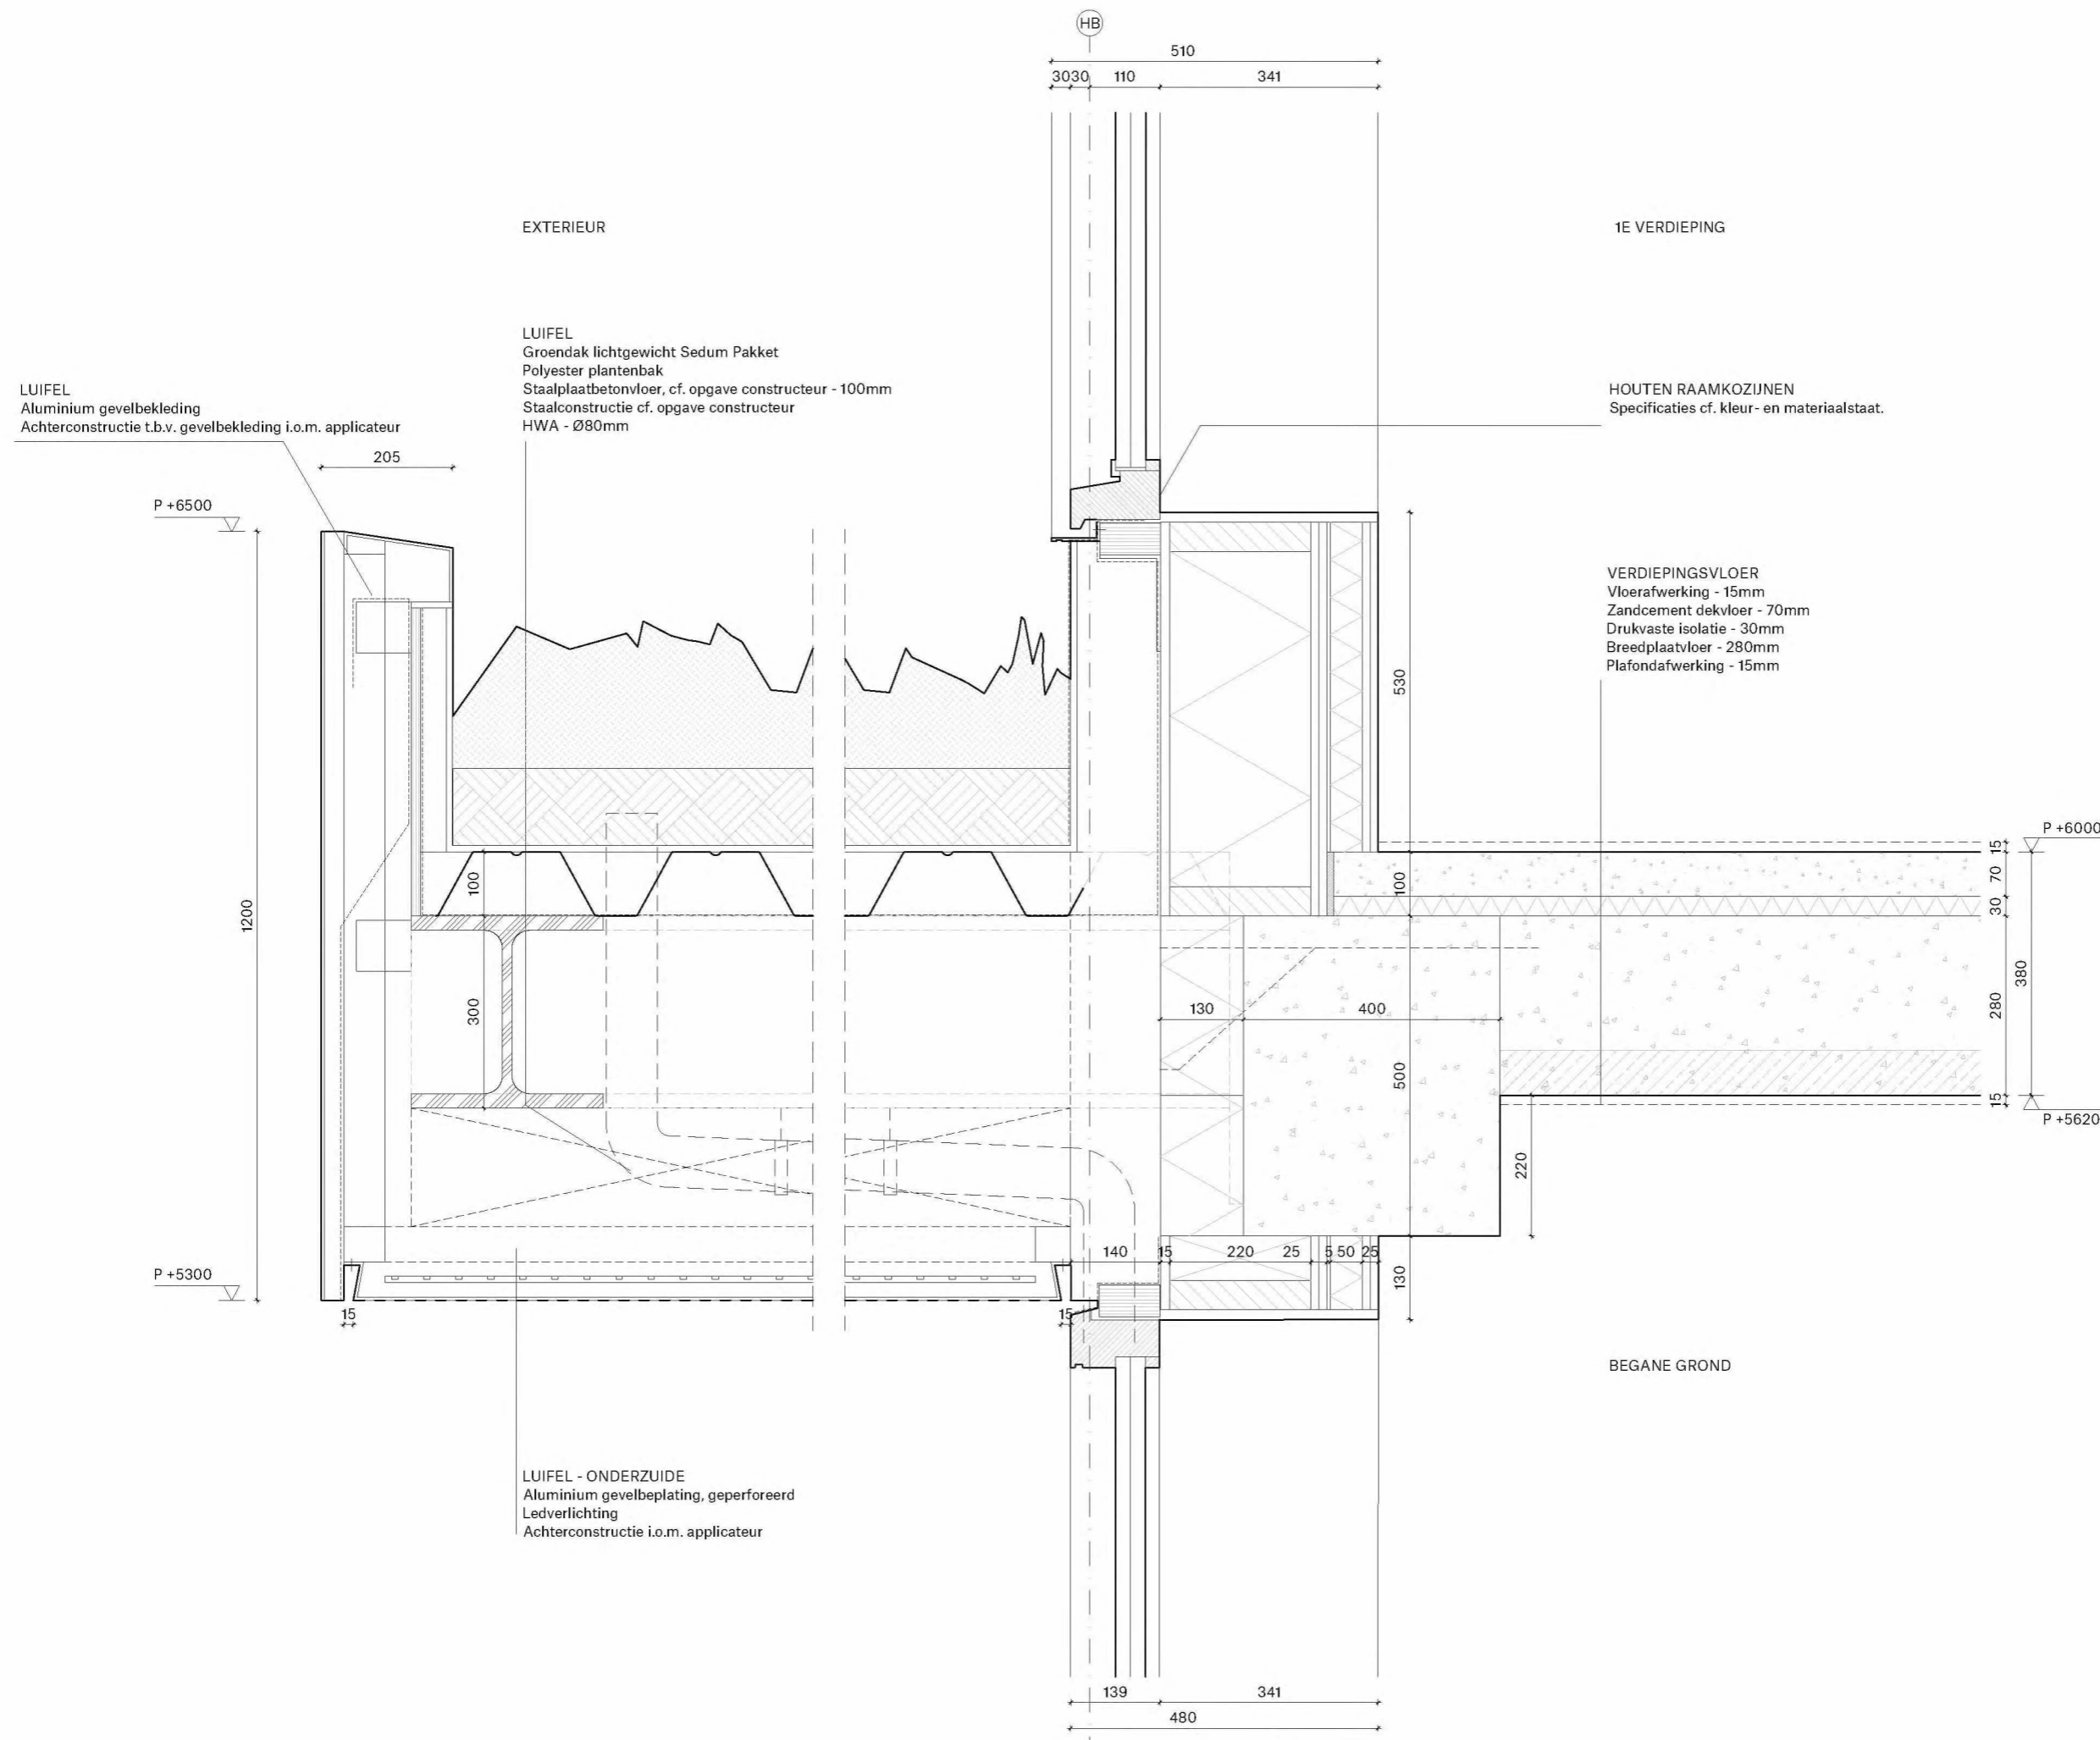 HB
510
3030 110 341
EXTERIEUR
1E VERDIEPING
LUIFEL
Groendak lichtgewicht Sedum Pakket
Polyester plantenbak
Staalplaatbetonvloer, cf. opgave constructeur - 100mm
Staalconstructie cf. opgave constructeur
HWA - Ø80mm
LUIFEL
Aluminium gevelbekleding
Achterconstructie t.b.v. gevelbekleding i.o.m. applicateur
HOUTEN RAAMKOZIJNEN
Specificaties cf. kleur- en materiaalstaat.
205
P +6500
VERDIEPINGSVLOER
Vloerafwerking - 15mm
Zandcement dekvloer - 70mm
Drukvaste isolatie - 30mm
Breedplaatvloer - 280mm
Plafondafwerking - 15mm
530
P +6000
15
70
30
100
100
1200
380
280
300
130 400
500
15
P +5620
220
140 15 220 25 5 50 25
130
P +5300
15
15
BEGANE GROND
LUIFEL - ONDERZUIDE
Aluminium gevelbeplating, geperforeerd
Ledverlichting
Achterconstructie i.o.m. applicateur
139 341
480